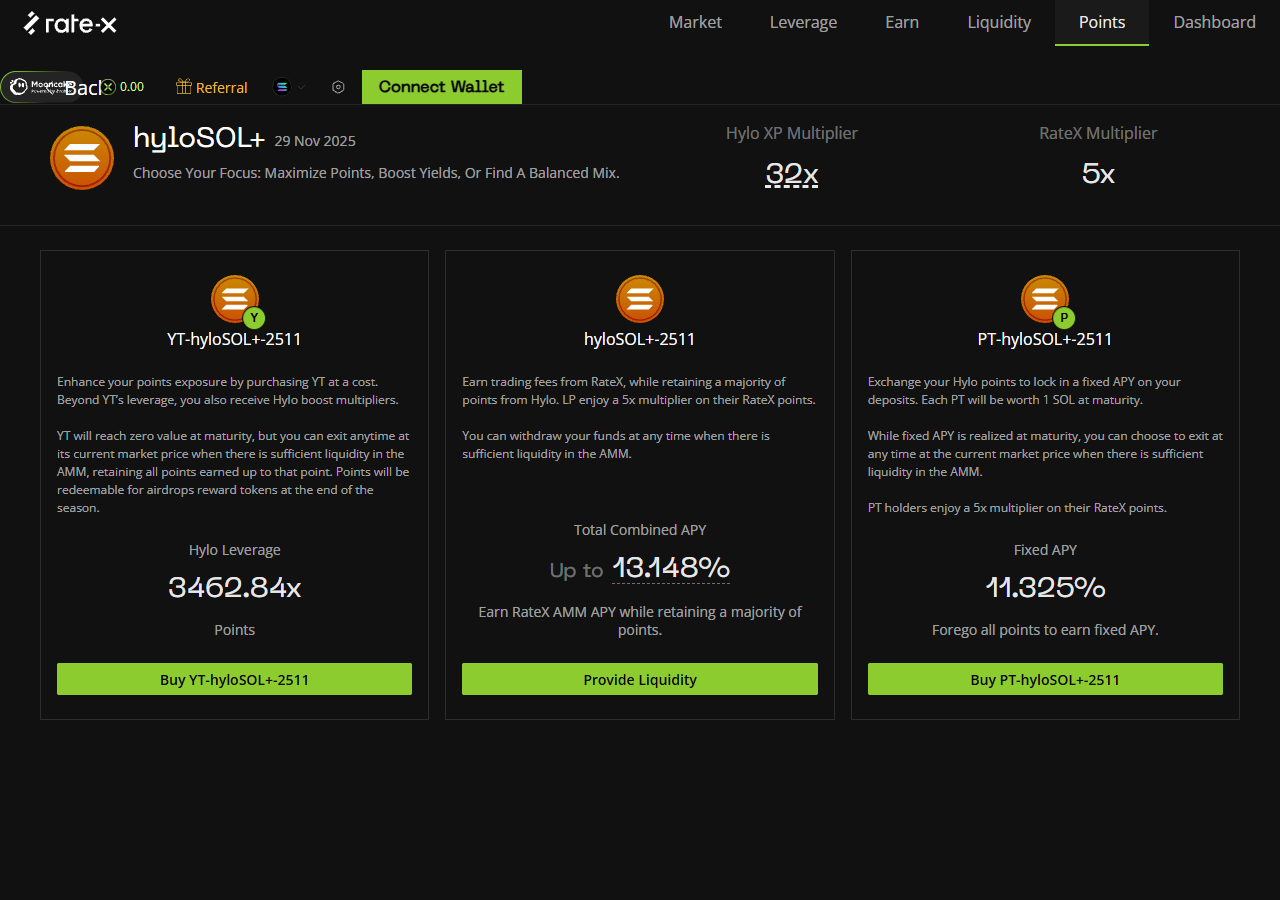 rate-x
Market Leverage Earn Liquidity Points Dashboard
Back 0.00 Referral Connect Wallet
hyloSOL+ 29 Nov 2025
Choose Your Focus: Maximize Points, Boost Yields, Or Find A Balanced Mix.
Hylo XP Multiplier
32x
RateX Multiplier
5x
Y
YT-hyloSOL+-2511
Enhance your points exposure by purchasing YT at a cost.
Beyond YT's leverage, you also receive Hylo boost multipliers.
YT will reach zero value at maturity, but you can exit anytime at
its current market price when there is sufficient liquidity in the
AMM, retaining all points earned up to that point. Points will be
redeemable for airdrops reward tokens at the end of the
season.
Hylo Leverage
3462.84x
Points
Buy YT-hyloSOL+-2511
hyloSOL+-2511
Earn trading fees from RateX, while retaining a majority of
points from Hylo. LP enjoy a 5x multiplier on their RateX points.
You can withdraw your funds at any time when there is
sufficient liquidity in the AMM.
Total Combined APY
Up to 13.148%
Earn RateX AMM APY while retaining a majority of
points.
Provide Liquidity
P
PT-hyloSOL+-2511
Exchange your Hylo points to lock in a fixed APY on your
deposits. Each PT will be worth 1 SOL at maturity.
While fixed APY is realized at maturity, you can choose to exit at
any time at the current market price when there is sufficient
liquidity in the AMM.
PT holders enjoy a 5x multiplier on their RateX points.
Fixed APY
11.325%
Forego all points to earn fixed APY.
Buy PT-hyloSOL+-2511